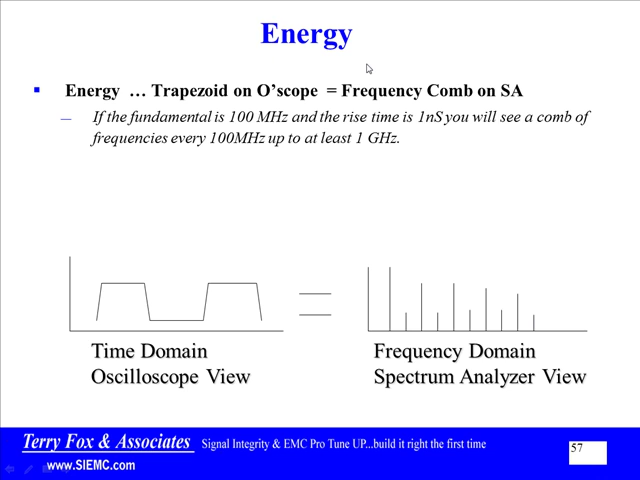 Energy
Energy … Trapezoid on O’scope = Frequency Comb on SA
If the fundamental is 100 MHz and the rise time is 1nS you will see a comb of
frequencies every 100MHz up to at least 1 GHz.
Time Domain
Oscilloscope View
Frequency Domain
Spectrum Analyzer View
Terry Fox & Associates Signal Integrity & EMC Pro Tune UP...build it right the first time
www.SIEMC.com
57